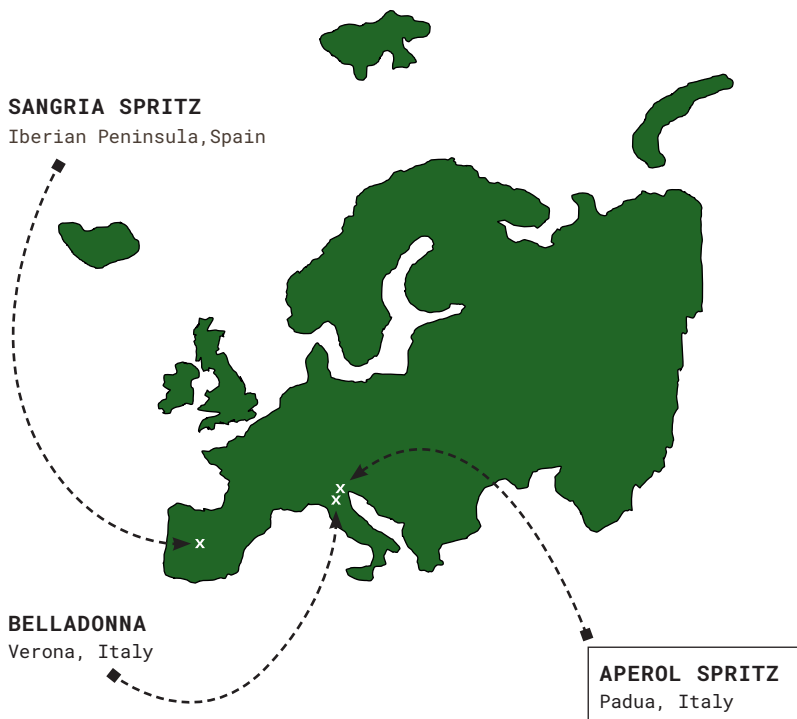 SANGRIA SPRITZ
Iberian Peninsula,Spain
x
x
x
BELLADONNA
Verona, Italy
APEROL SPRITZ
Padua, Italy